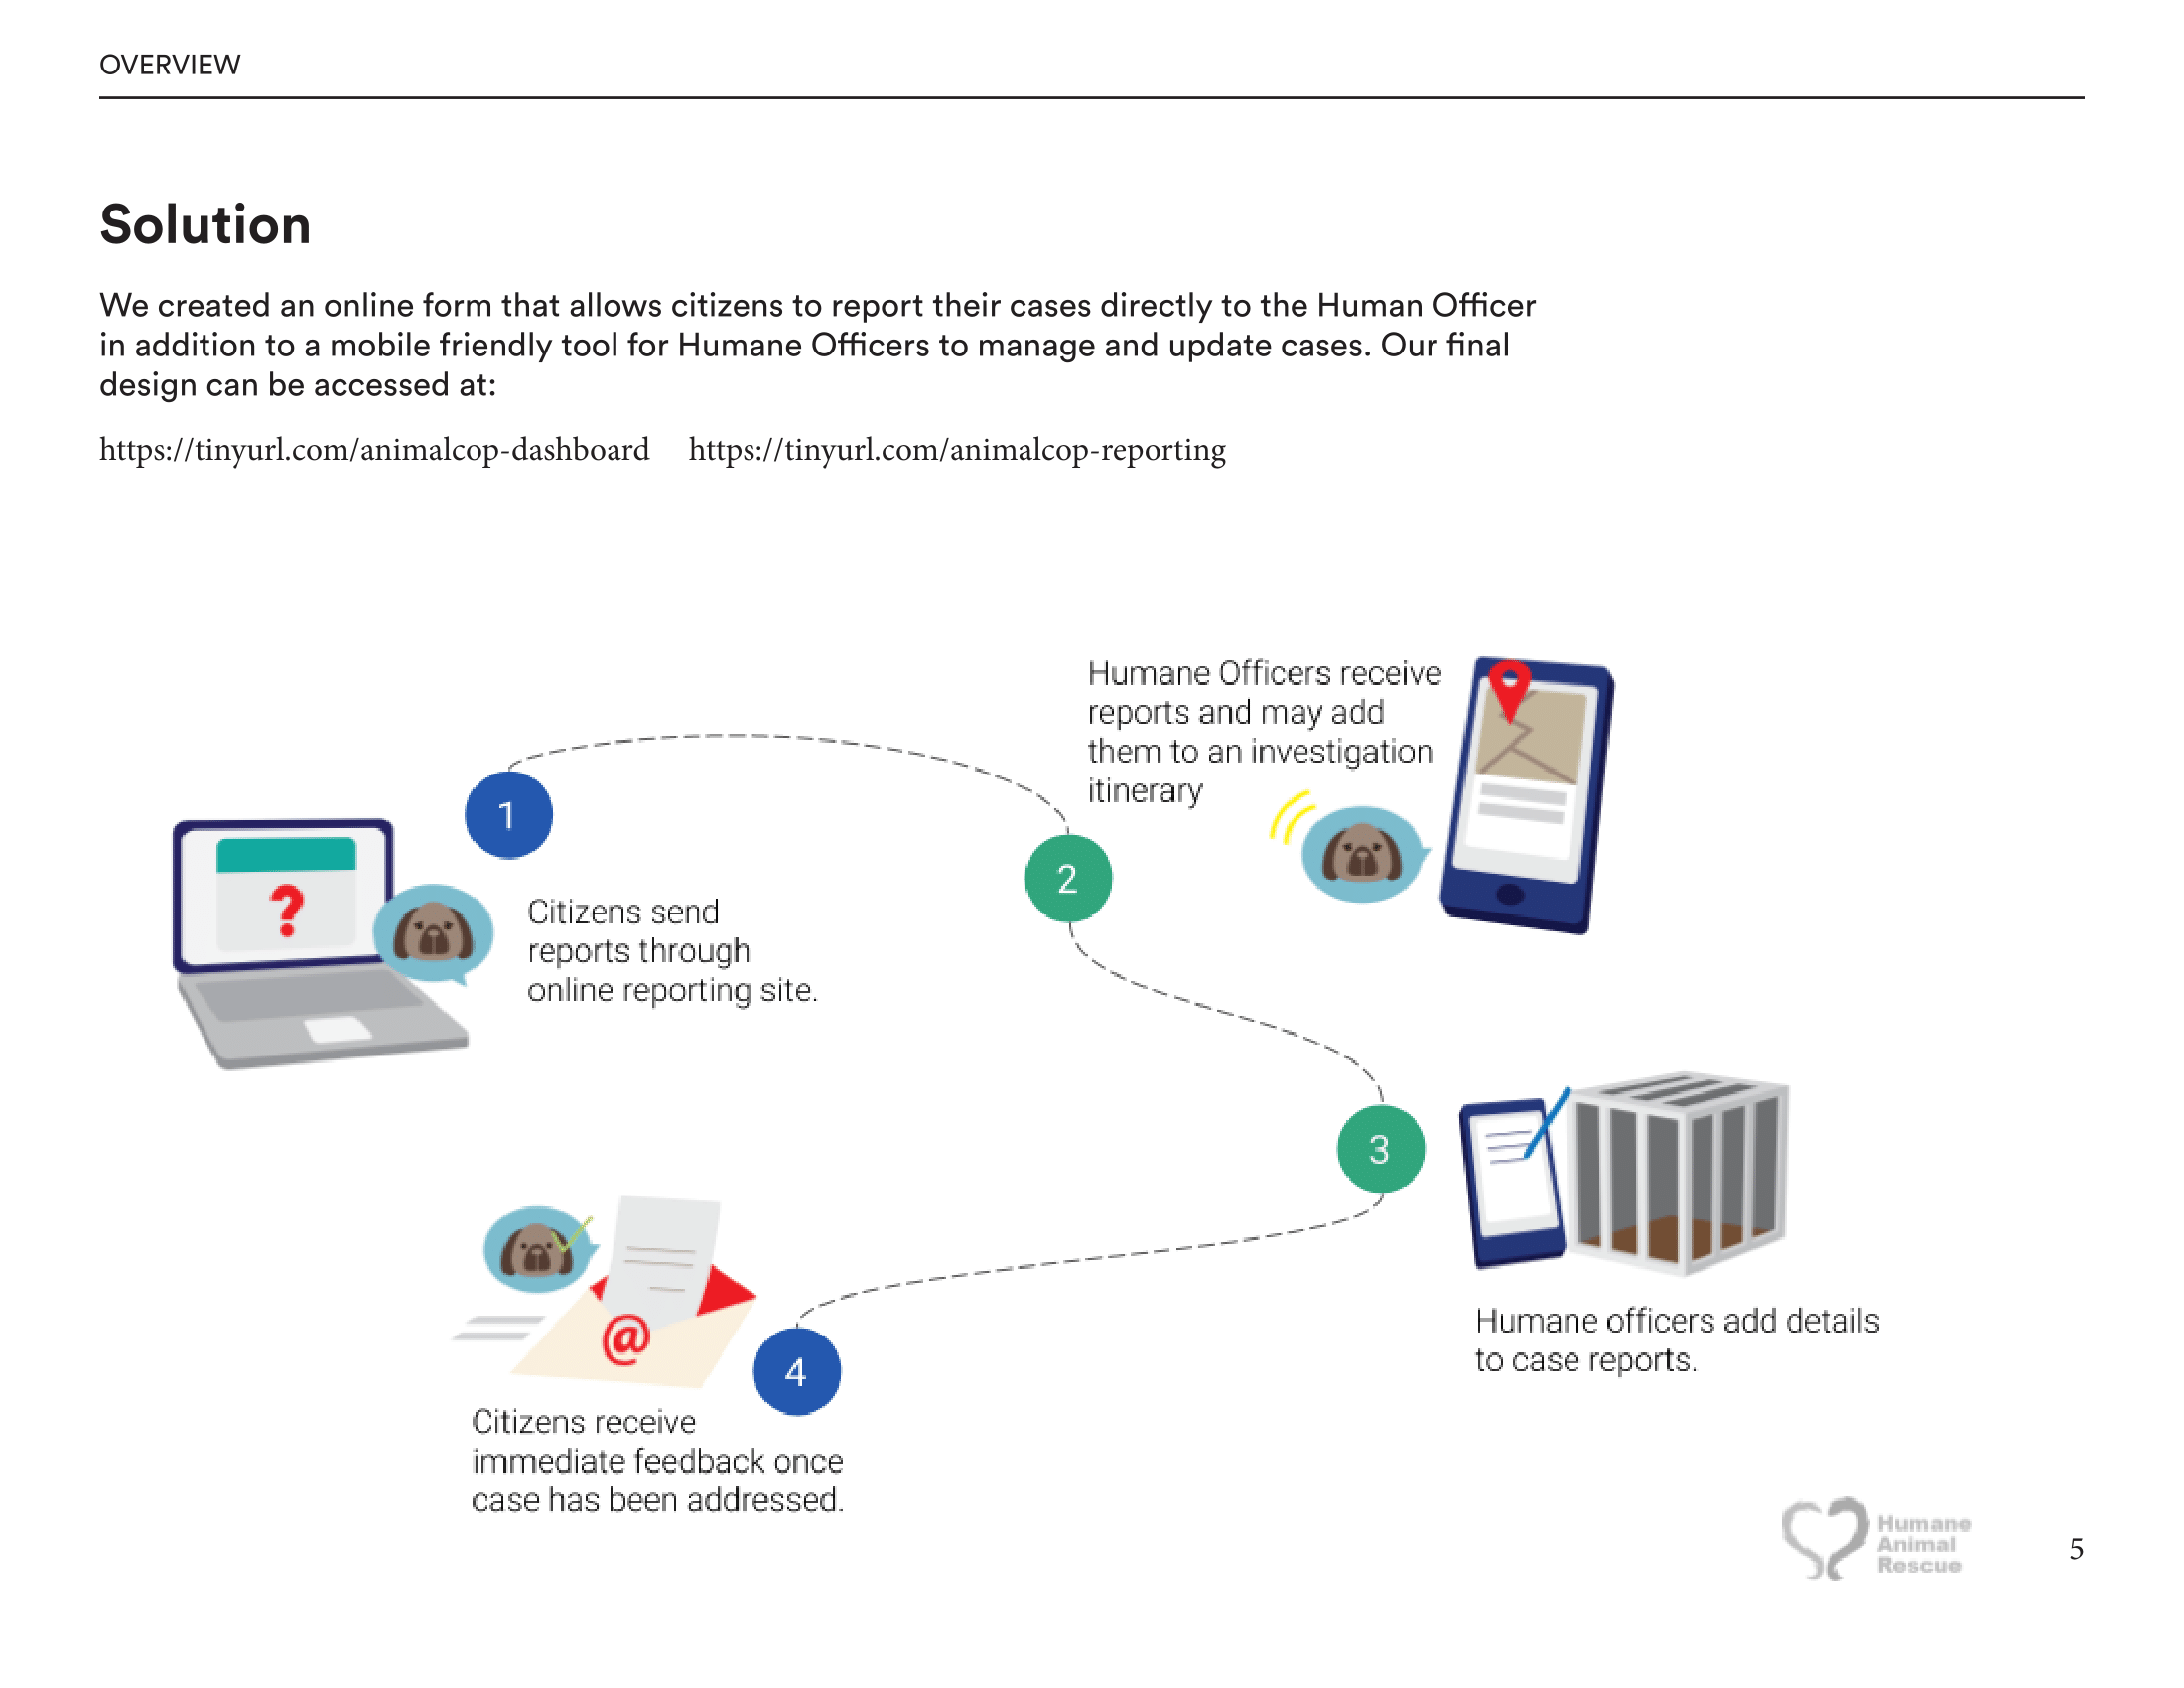 OVERVIEW
Solution
We created an online form that allows citizens to report their cases directly to the Human Officer
in addition to a mobile friendly tool for Humane Officers to manage and update cases. Our final
design can be accessed at:
https://tinyurl.com/animalcop-dashboard https://tinyurl.com/animalcop-reporting
1
Citizens send
reports through
online reporting site.
?
2
Humane Officers receive
reports and may add
them to an investigation
itinerary
3
Humane officers add details
to case reports.
@
4
Citizens receive
immediate feedback once
case has been addressed.
Humane
Animal
Rescue
5